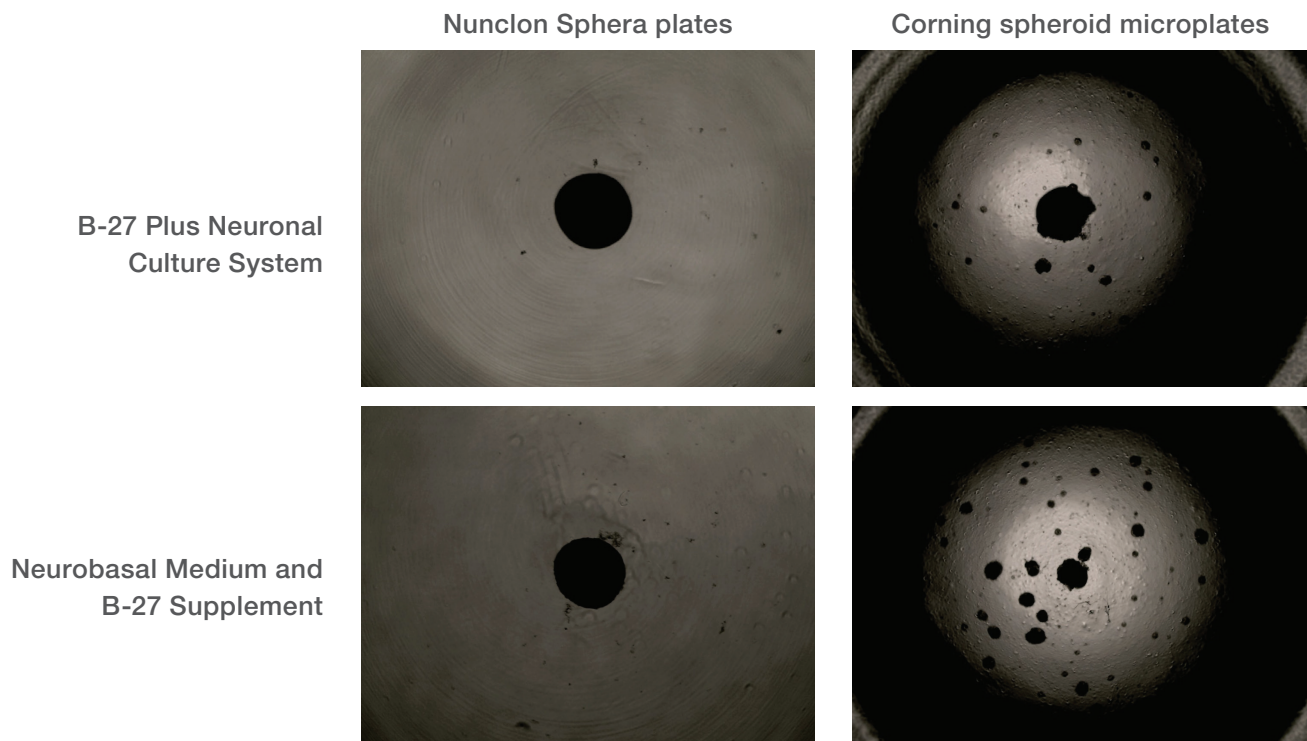 Nunclon Sphera plates
Corning spheroid microplates
B-27 Plus Neuronal
Culture System
Neurobasal Medium and
B-27 Supplement